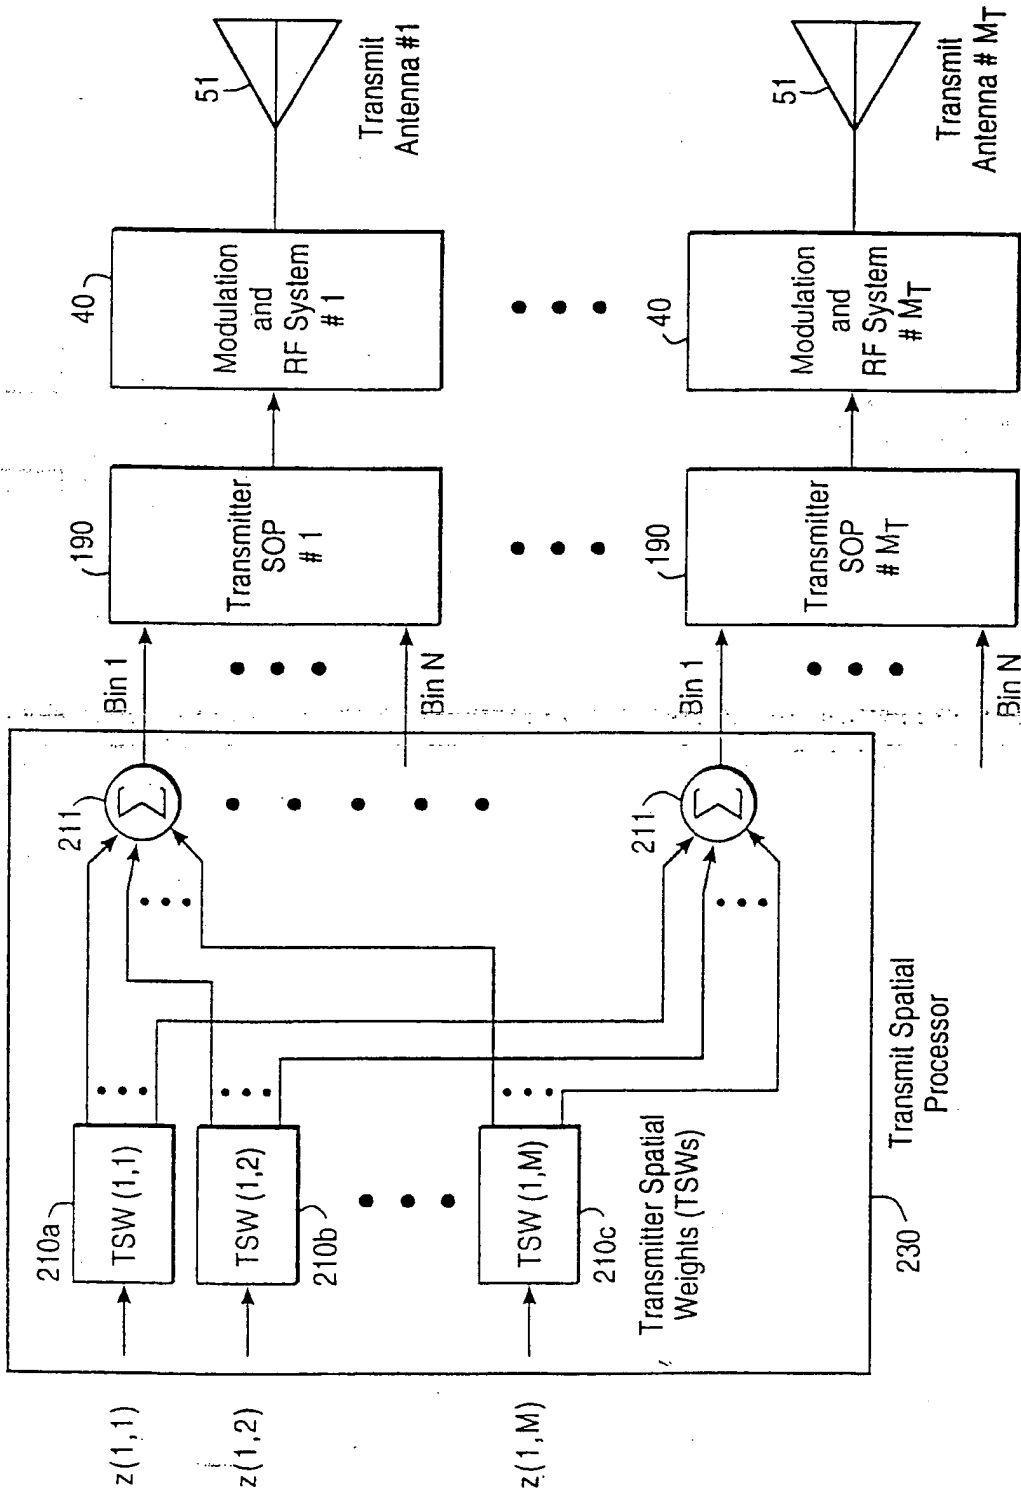 z(1,1)
z(1,2)
z(1,M)
210a
TSW (1,1)
TSW (1,2)
210b
TSW (1,M)
210c
Transmitter Spatial
Weights (TSWs)
211
Σ
211
Σ
230
Transmit Spatial
Processor
Bin 1
Bin N
Bin 1
Bin N
190
Transmitter
SOP
# 1
190
Transmitter
SOP
# MT
40
Modulation
and
RF System
# 1
40
Modulation
and
RF System
# MT
51
Transmit
Antenna #1
51
Transmit
Antenna # MT